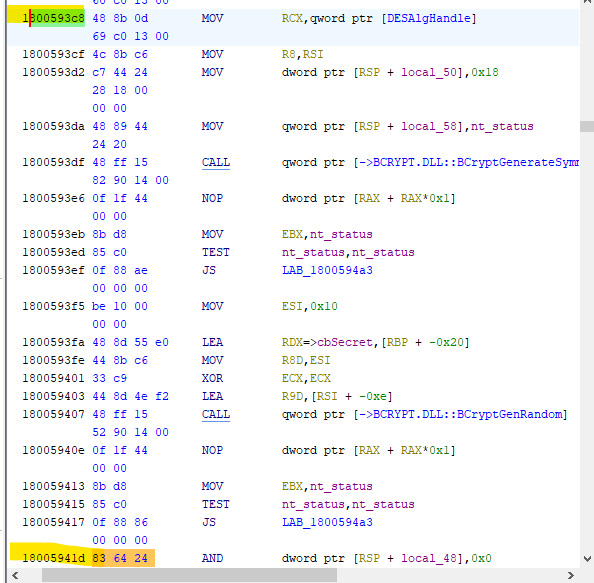 00 C0 13 00
1800593c8 48 8b 0d MOV RCX,qword ptr [DESAlgHandle]
69 c0 13 00
1800593cf 4c 8b c6 MOV R8,RSI
1800593d2 c7 44 24 MOV dword ptr [RSP + local_50],0x18
28 18 00
00 00
1800593da 48 89 44 MOV qword ptr [RSP + local_58],nt_status
24 20
1800593df 48 ff 15 CALL qword ptr [->BCRYPT.DLL::BCryptGenerateSymm
82 90 14 00
1800593e6 0f 1f 44 NOP dword ptr [RAX + RAX*0x1]
00 00
1800593eb 8b d8 MOV EBX,nt_status
1800593ed 85 c0 TEST nt_status,nt_status
1800593ef 0f 88 ae JS LAB_1800594a3
00 00 00
1800593f5 be 10 00 MOV ESI,0x10
00 00
1800593fa 48 8d 55 e0 LEA RDX=>cbSecret,[RBP + -0x20]
1800593fe 44 8b c6 MOV R8D,ESI
180059401 33 c9 XOR ECX,ECX
180059403 44 8d 4e f2 LEA R9D,[RSI + -0xe]
180059407 48 ff 15 CALL qword ptr [->BCRYPT.DLL::BCryptGenRandom]
52 90 14 00
18005940e 0f 1f 44 NOP dword ptr [RAX + RAX*0x1]
00 00
180059413 8b d8 MOV EBX,nt_status
180059415 85 c0 TEST nt_status,nt_status
180059417 0f 88 86 JS LAB_1800594a3
00 00 00
18005941d 83 64 24 AND dword ptr [RSP + local_48],0x0